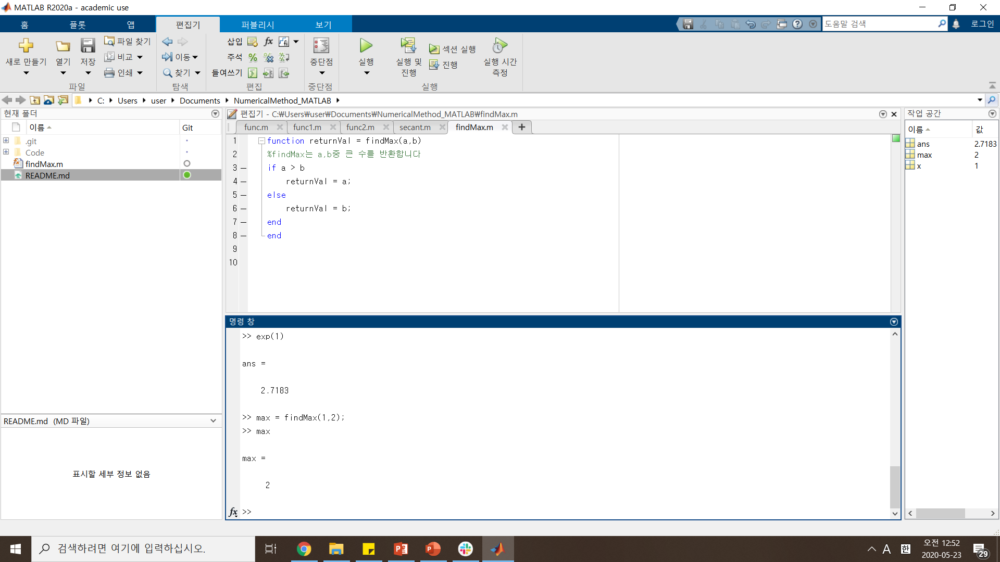 MATLAB R2020a - academic use
홈 플롯 앱 편집기 퍼블리시 보기
도움말 검색 로그인
새로 만들기 열기 저장 파일 찾기 비교 인쇄
파일
이동 찾기
탐색
삽입 fx
주석
들여쓰기
편집
중단점
중단점
실행 실행 및 진행 섹션 실행 진행 실행 시간 측정
실행
C: Users user Documents NumericalMethod_MATLAB
현재 폴더
이름 Git
.git
Code
findMax.m
README.md
README.md (MD 파일)
표시할 세부 정보 없음
편집기 - C:₩Users₩user₩Documents₩NumericalMethod_MATLAB₩findMax.m
func.m func1.m func2.m secant.m findMax.m +
1 function returnVal = findMax(a,b)
2 %findMax는 a,b중 큰 수를 반환합니다
3 – if a > b
4 – returnVal = a;
5 – else
6 – returnVal = b;
7 – end
8 – end
9
10
명령 창
>> exp(1)
ans =
2.7183
>> max = findMax(1,2);
>> max
max =
2
fx >>
작업 공간
이름 값
ans 2.7183
max 2
x 1
검색하려면 여기에 입력하십시오.
A 한
오전 12:52
2020-05-23
29